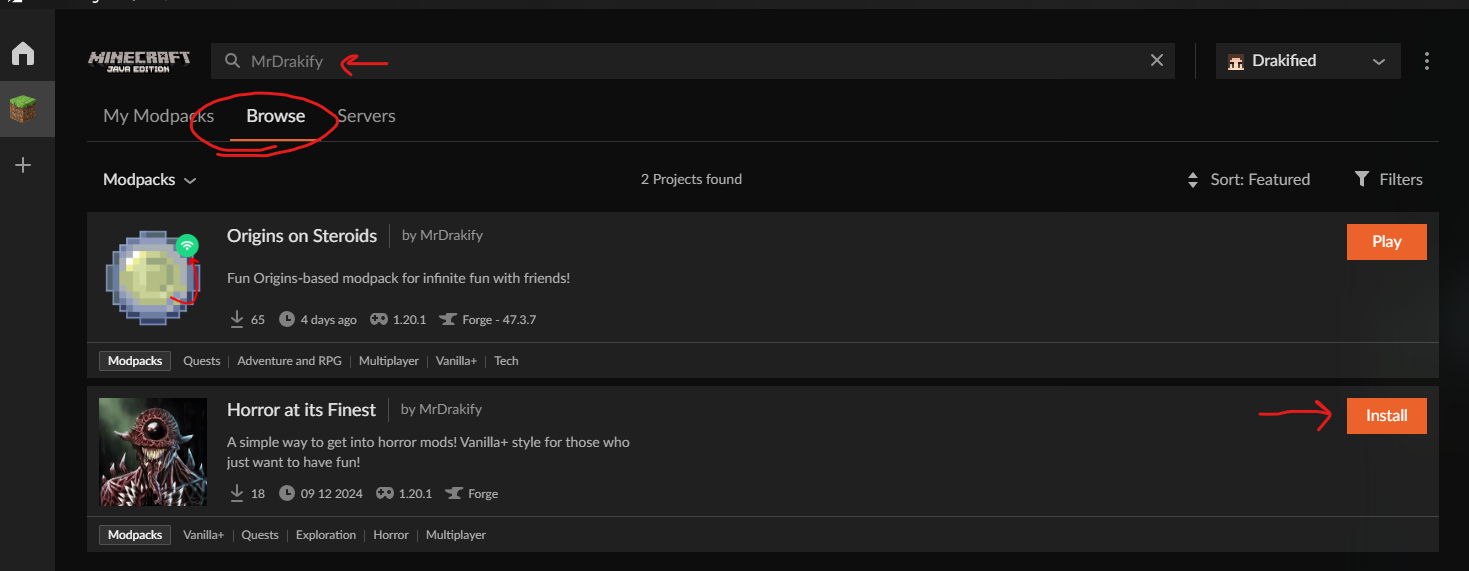 MINECRAFT
JAVA EDITION
MrDrakify
Drakified
My Modpacks
Browse
Servers
Modpacks
2 Projects found
Sort: Featured
Filters
Origins on Steroids
by MrDrakify
Play
Fun Origins-based modpack for infinite fun with friends!
65
4 days ago
1.20.1
Forge - 47.3.7
Modpacks
Quests
Adventure and RPG
Multiplayer
Vanilla+
Tech
Horror at its Finest
by MrDrakify
Install
A simple way to get into horror mods! Vanilla+ style for those who
just want to have fun!
18
09 12 2024
1.20.1
Forge
Modpacks
Vanilla+
Quests
Exploration
Horror
Multiplayer